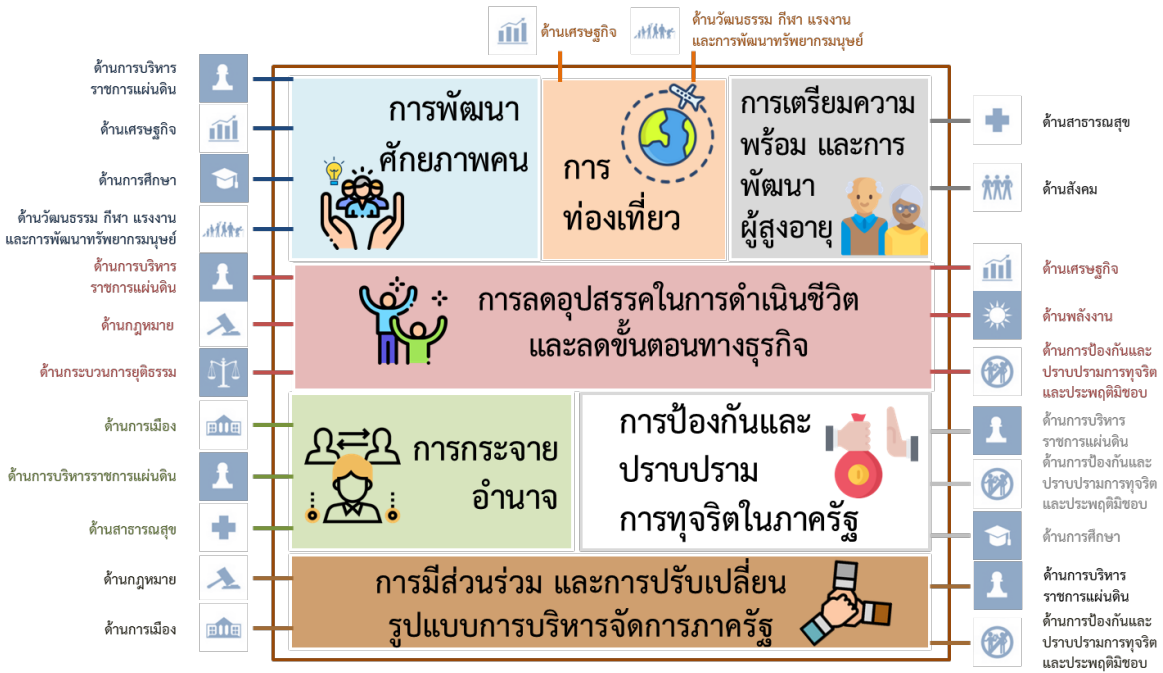 ด้านเศรษฐกิจ
ด้านวัฒนธรรม กีฬา แรงงาน
และการพัฒนาทรัพยากรมนุษย์
ด้านการบริหาร
ราชการแผ่นดิน
ด้านเศรษฐกิจ
ด้านการศึกษา
ด้านวัฒนธรรม กีฬา แรงงาน
และการพัฒนาทรัพยากรมนุษย์
ด้านการบริหาร
ราชการแผ่นดิน
ด้านกฎหมาย
ด้านกระบวนการยุติธรรม
ด้านการเมือง
ด้านการบริหารราชการแผ่นดิน
ด้านสาธารณสุข
ด้านกฎหมาย
ด้านการเมือง
การพัฒนา
ศักยภาพคน
การ
ท่องเที่ยว
การเตรียมความ
พร้อม และการ
พัฒนา
ผู้สูงอายุ
การลดอุปสรรคในการดำเนินชีวิต
และลดขั้นตอนทางธุรกิจ
การกระจาย
อำนาจ
การป้องกันและ
ปราบปราม
การทุจริตในภาครัฐ
การมีส่วนร่วม และการปรับเปลี่ยน
รูปแบบการบริหารจัดการภาครัฐ
ด้านสาธารณสุข
ด้านสังคม
ด้านเศรษฐกิจ
ด้านพลังงาน
ด้านการป้องกันและ
ปราบปรามการทุจริต
และประพฤติมิชอบ
ด้านการบริหาร
ราชการแผ่นดิน
ด้านการป้องกันและ
ปราบปรามการทุจริต
และประพฤติมิชอบ
ด้านการศึกษา
ด้านการบริหาร
ราชการแผ่นดิน
ด้านการป้องกันและ
ปราบปรามการทุจริต
และประพฤติมิชอบ